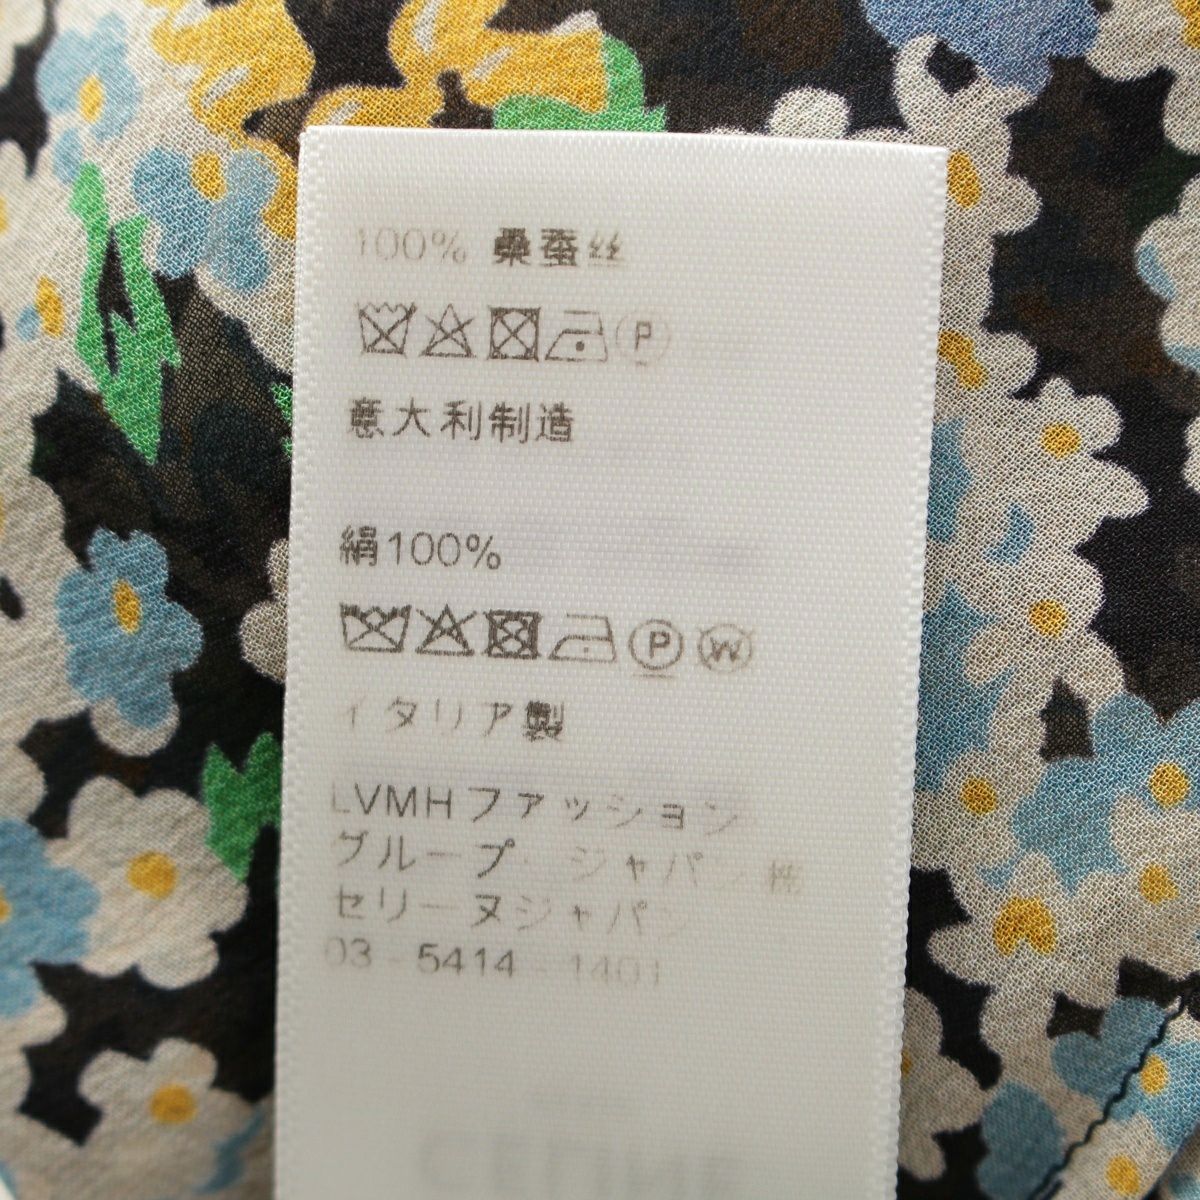 100% 桑蚕丝
P
意大利制造
絹100%
P W
イタリア製
LVMHファッション
グループ・ジャパン 株
セリーヌジャパン
03-5414-1401